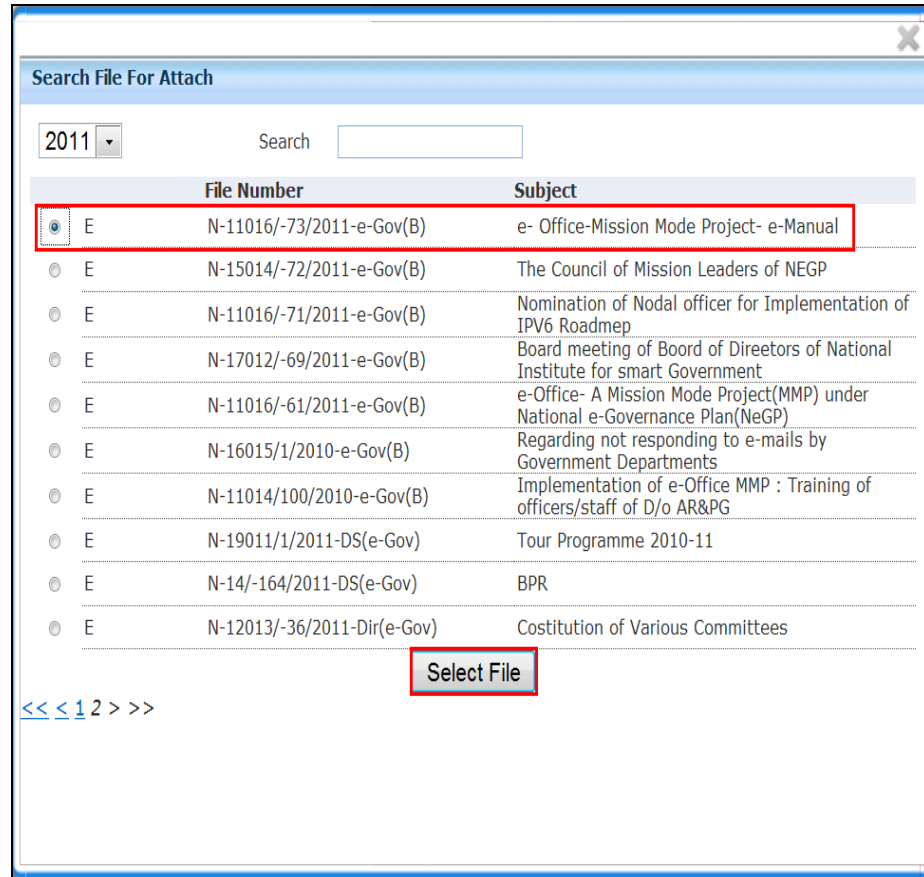 Search File For Attach
2011 Search
File Number Subject
E N-11016/-73/2011-e-Gov(B) e- Office-Mission Mode Project- e-Manual
E N-15014/-72/2011-e-Gov(B) The Council of Mission Leaders of NEGP
E N-11016/-71/2011-e-Gov(B) Nomination of Nodal officer for Implementation of
IPV6 Roadmep
E N-17012/-69/2011-e-Gov(B) Board meeting of Boord of Direetors of National
Institute for smart Government
E N-11016/-61/2011-e-Gov(B) e-Office- A Mission Mode Project(MMP) under
National e-Governance Plan(NeGP)
E N-16015/1/2010-e-Gov(B) Regarding not responding to e-mails by
Government Departments
E N-11014/100/2010-e-Gov(B) Implementation of e-Office MMP : Training of
officers/staff of D/o AR&PG
E N-19011/1/2011-DS(e-Gov) Tour Programme 2010-11
E N-14/-164/2011-DS(e-Gov) BPR
E N-12013/-36/2011-Dir(e-Gov) Costitution of Various Committees
Select File
<< < 1 2 > >>